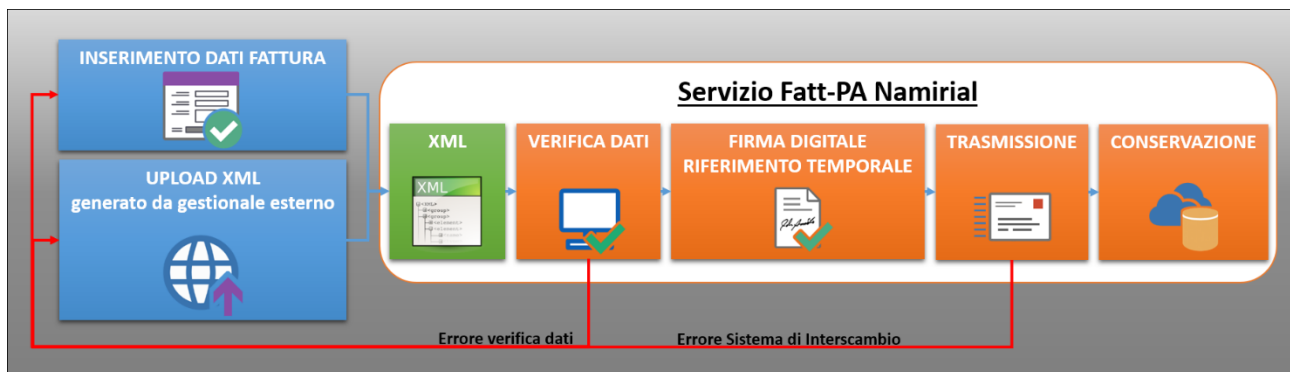 INSERIMENTO DATI FATTURA
UPLOAD XML
generato da gestionale esterno
Servizio Fatt-PA Namirial
XML
XML
VERIFICA DATI
FIRMA DIGITALE
RIFERIMENTO TEMPORALE
TRASMISSIONE
CONSERVAZIONE
Errore verifica dati
Errore Sistema di Interscambio